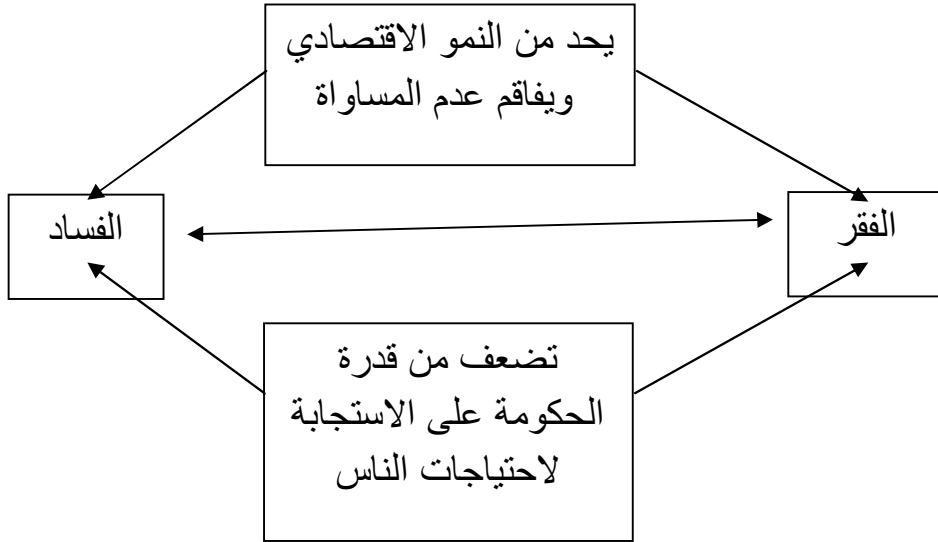 يحد من النمو الاقتصادي
ويفاقم عدم المساواة
الفقر
الفساد
تضعف من قدرة
الحكومة على الاستجابة
لاحتياجات الناس